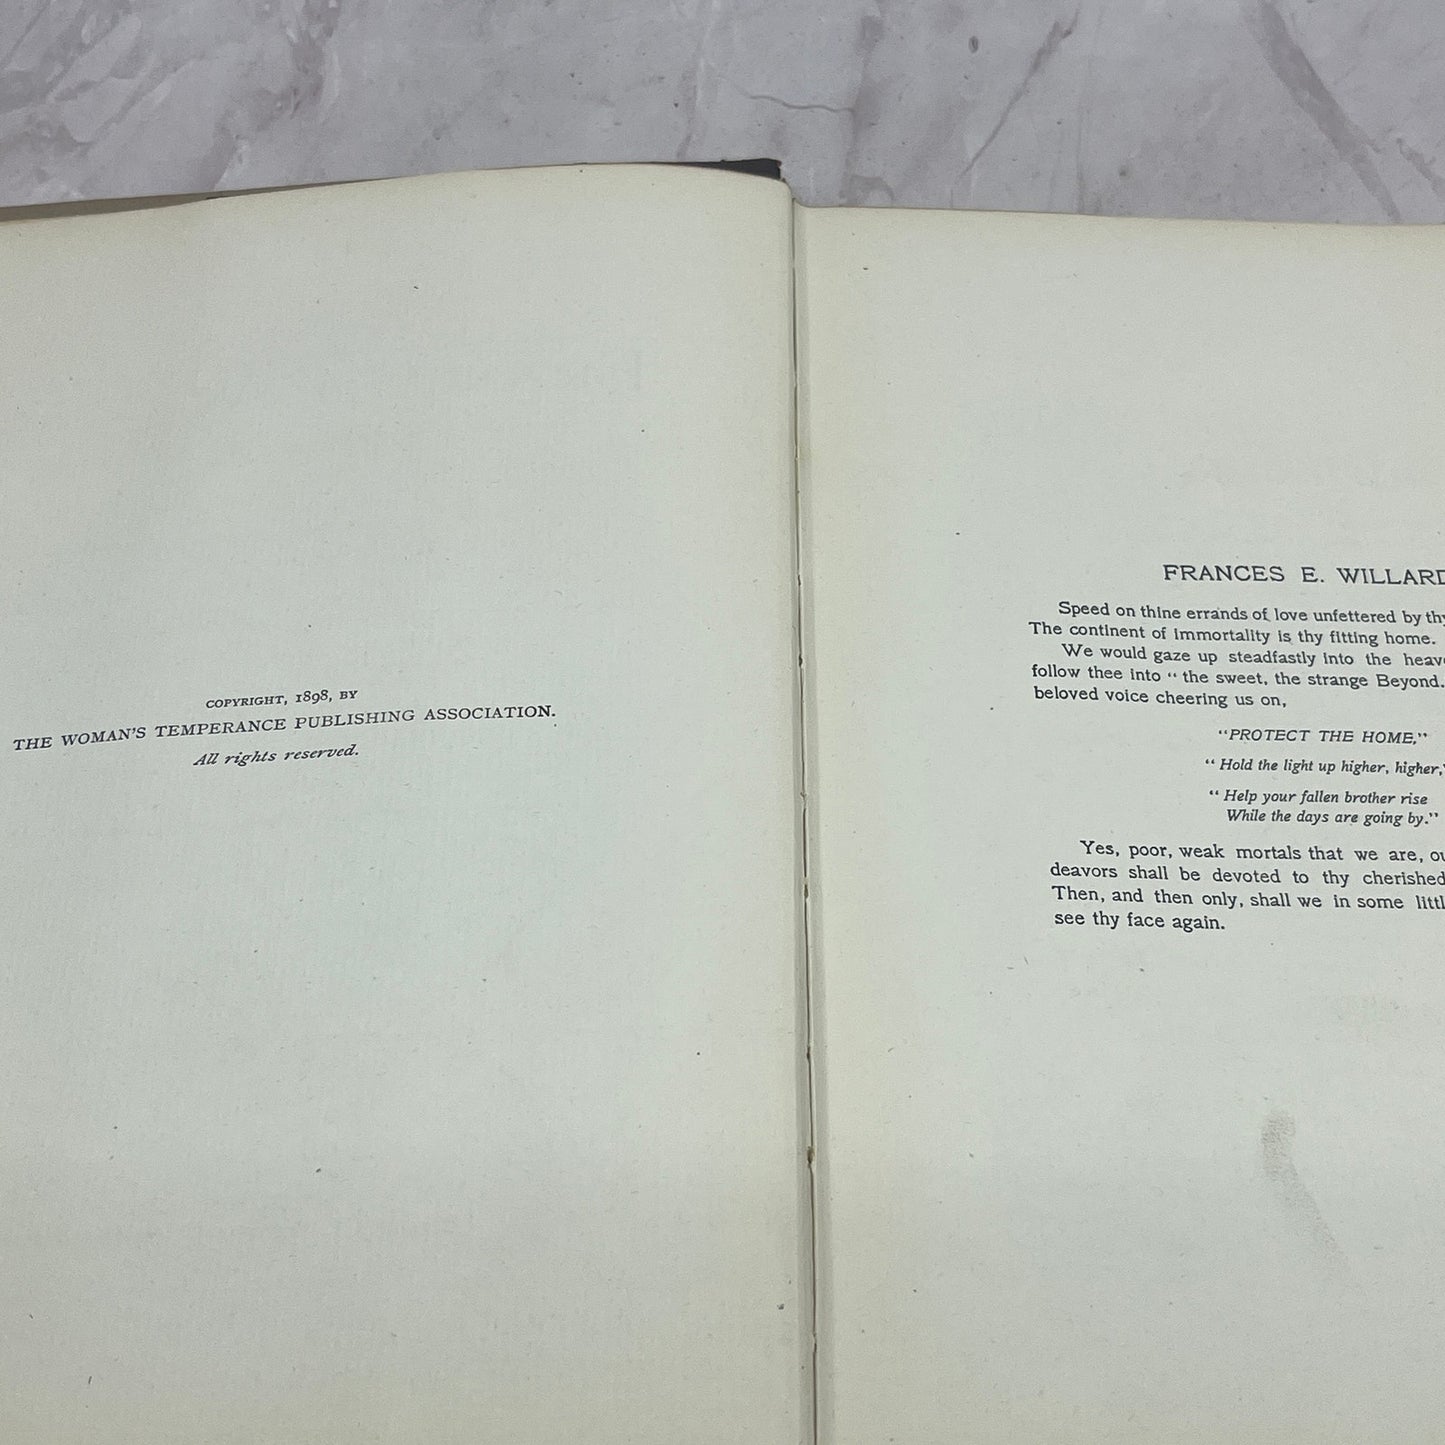 COPYRIGHT, 1898, BY
THE WOMAN'S TEMPERANCE PUBLISHING ASSOCIATION.
All rights reserved.
FRANCES E. WILLARD
Speed on thine errands of love unfettered by
The continent of immortality is thy fitting home.
We would gaze up steadfastly into the
follow thee into "the sweet, the strange Beyond.
beloved voice cheering us on,
"PROTECT THE HOME,"
"Hold the light up higher, higher,"
"Help your fallen brother rise
While the days are going by."
Yes, poor, weak mortals that we are,
deavors shall be devoted to thy cherished
Then, and then only, shall we in some
see thy face again.